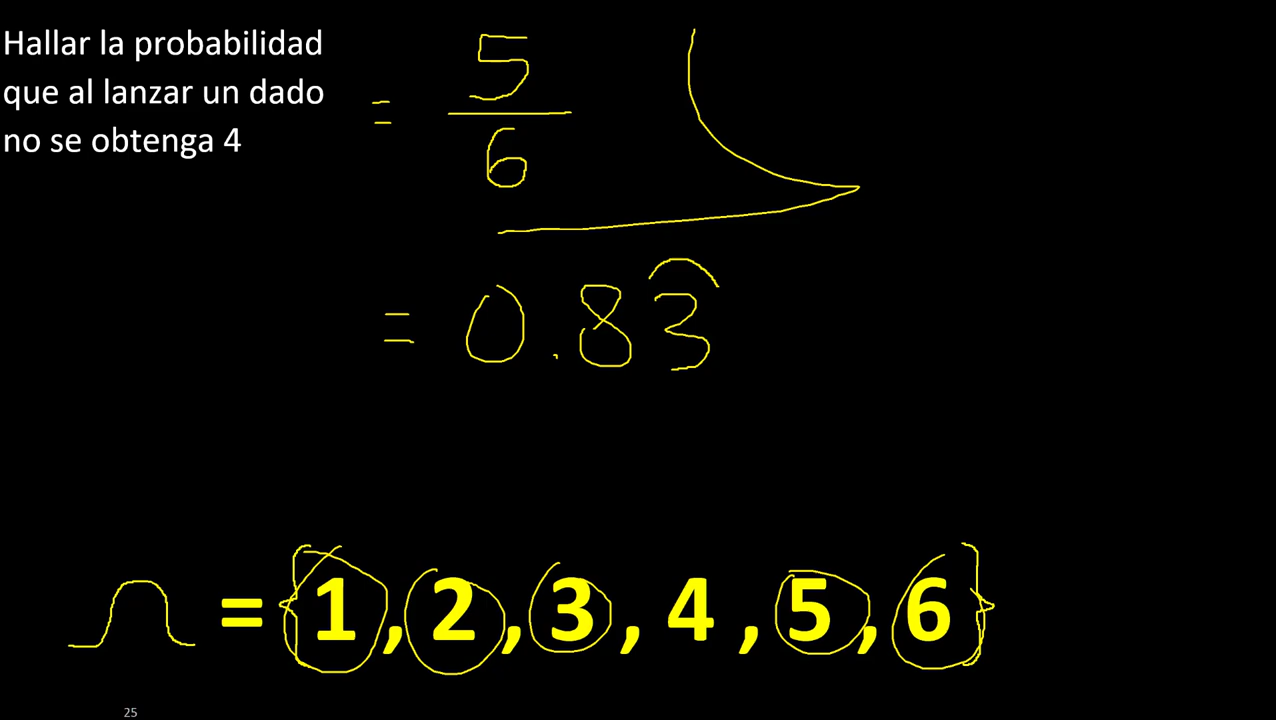 Hallar la probabilidad
que al lanzar un dado
no se obtenga 4
= 5/6
= 0.83̑
Ω = {1, 2, 3, 4, 5, 6}
25